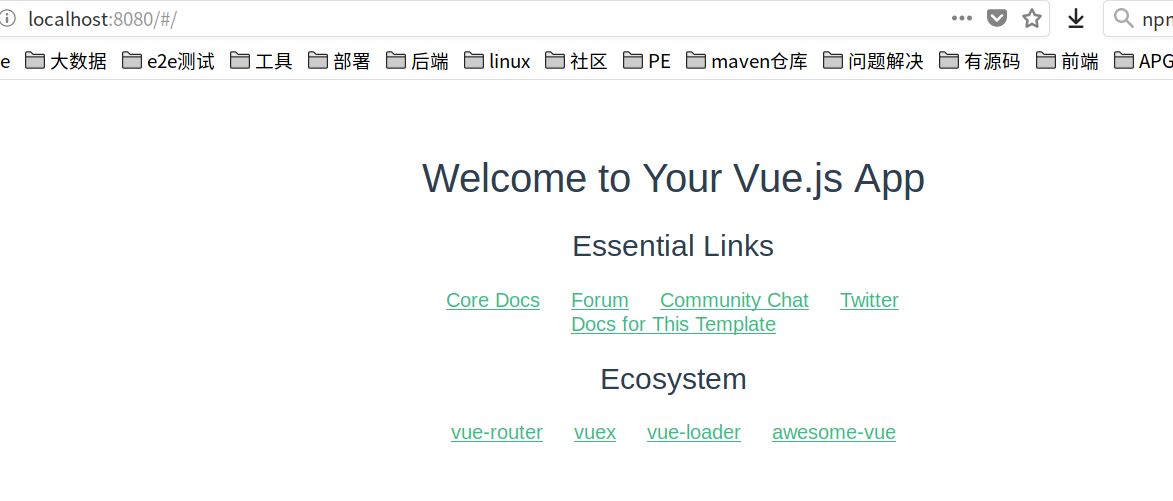 localhost:8080/#/ npm
e 大数据 e2e测试 工具 部署 后端 linux 社区 PE maven仓库 问题解决 有源码 前端 APG
Welcome to Your Vue.js App
Essential Links
Core Docs Forum Community Chat Twitter
Docs for This Template
Ecosystem
vue-router vuex vue-loader awesome-vue